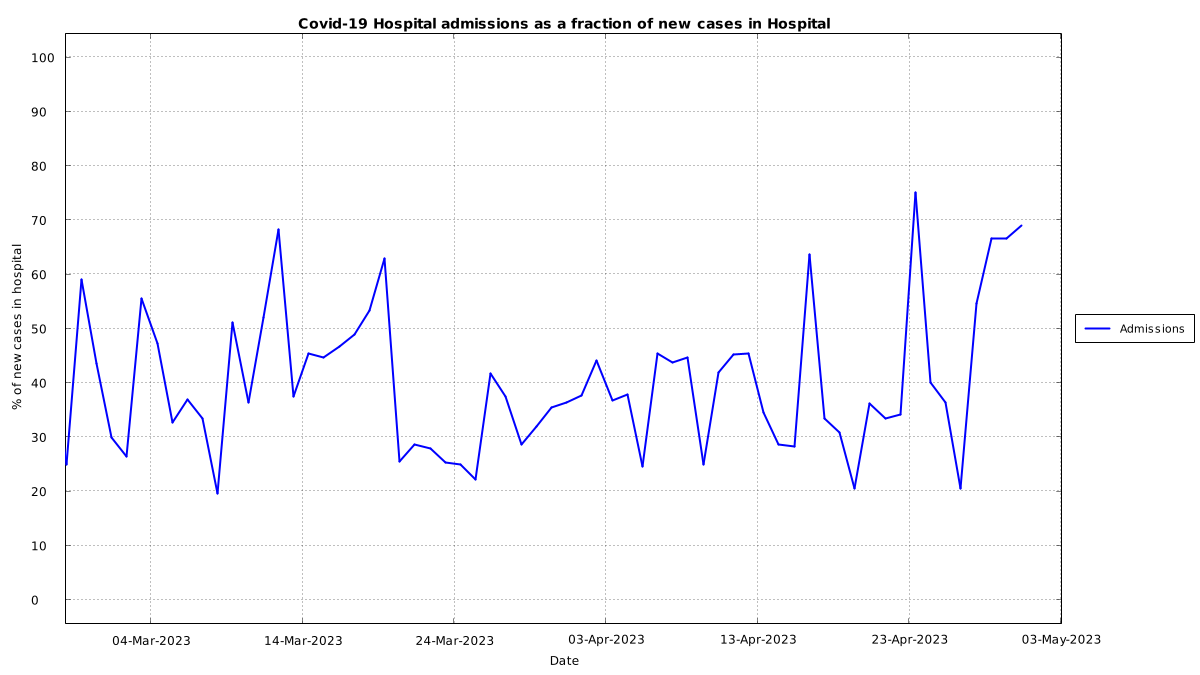 Covid-19 Hospital admissions as a fraction of new cases in Hospital
100
90
80
70
60
50
40
30
20
10
0
% of new cases in hospital
Admissions
04-Mar-2023
14-Mar-2023
24-Mar-2023
03-Apr-2023
13-Apr-2023
23-Apr-2023
03-May-2023
Date